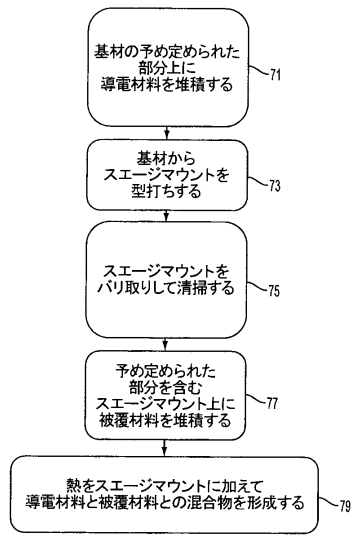 基材の予め定められた
部分上に
導電材料を堆積する
71
基材から
スエージマウントを
型打ちする
73
スエージマウントを
バリ取りして清掃する
75
予め定められた
部分を含む
スエージマウント上に
被覆材料を堆積する
77
熱をスエージマウントに加えて
導電材料と被覆材料との混合物を形成する
79